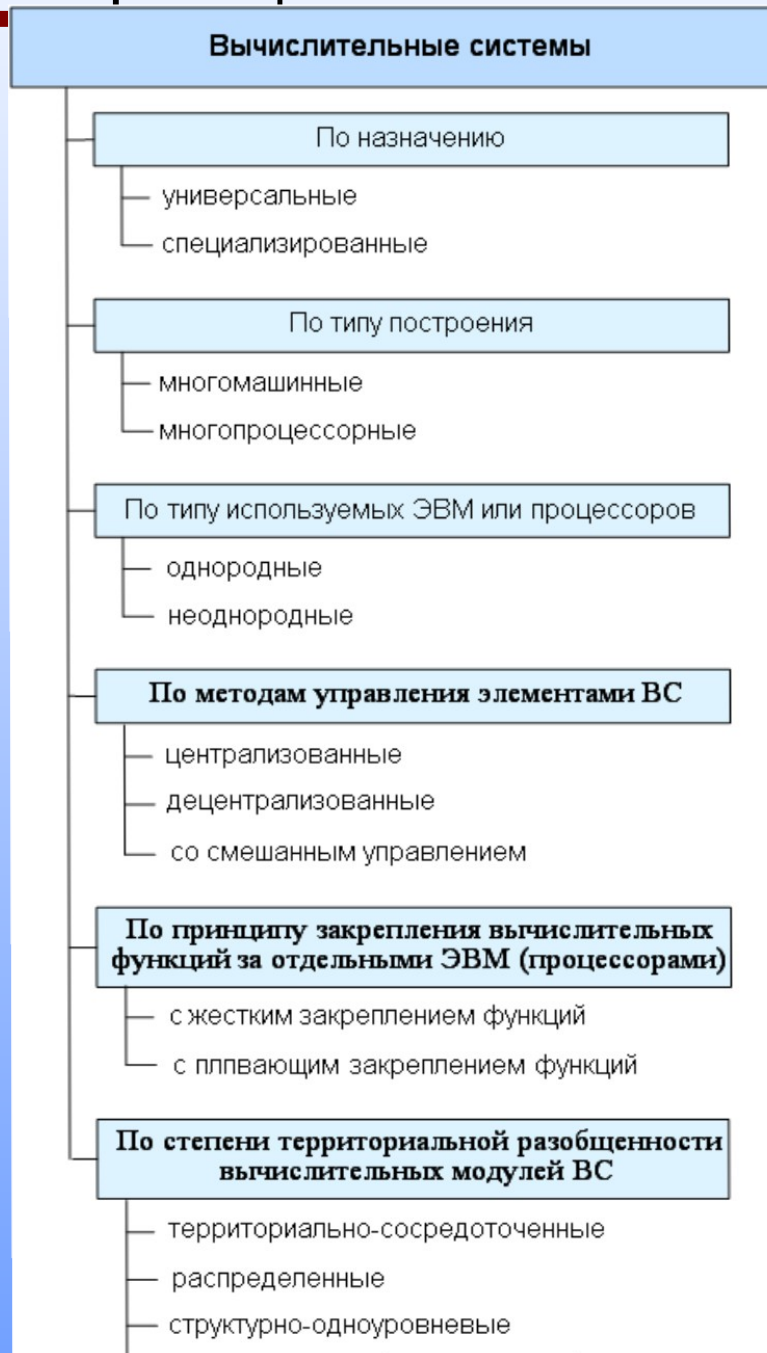 Вычислительные системы
По назначению
универсальные
специализированные
По типу построения
многомашинные
многопроцессорные
По типу используемых ЭВМ или процессоров
однородные
неоднородные
По методам управления элементами ВС
централизованные
децентрализованные
со смешанным управлением
По принципу закрепления вычислительных
функций за отдельными ЭВМ (процессорами)
с жестким закреплением функций
с плпвающим закреплением функций
По степени территориальной разобщенности
вычислительных модулей ВС
территориально-сосредоточенные
распределенные
структурно-одноуровневые